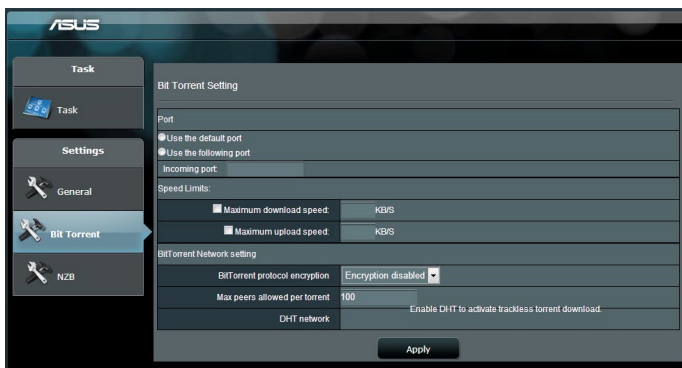 ASUS
Task
Task
Settings
General
Bit Torrent
NZB
Bit Torrent Setting
Port
Use the default port
Use the following port
Incoming port:
Speed Limits:
Maximum download speed: KB/S
Maximum upload speed: KB/S
BitTorrent Network setting
BitTorrent protocol encryption Encryption disabled
Max peers allowed per torrent 100
DHT network Enable DHT to activate trackless torrent download.
Apply